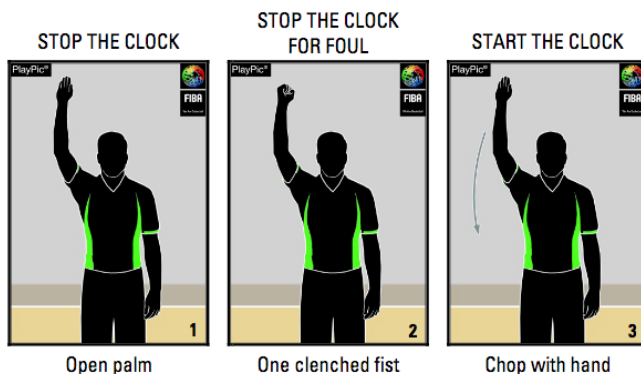 STOP THE CLOCK
STOP THE CLOCK
FOR FOUL
START THE CLOCK
PlayPic®
FIBA
1
Open palm
PlayPic®
FIBA
2
One clenched fist
PlayPic®
FIBA
3
Chop with hand